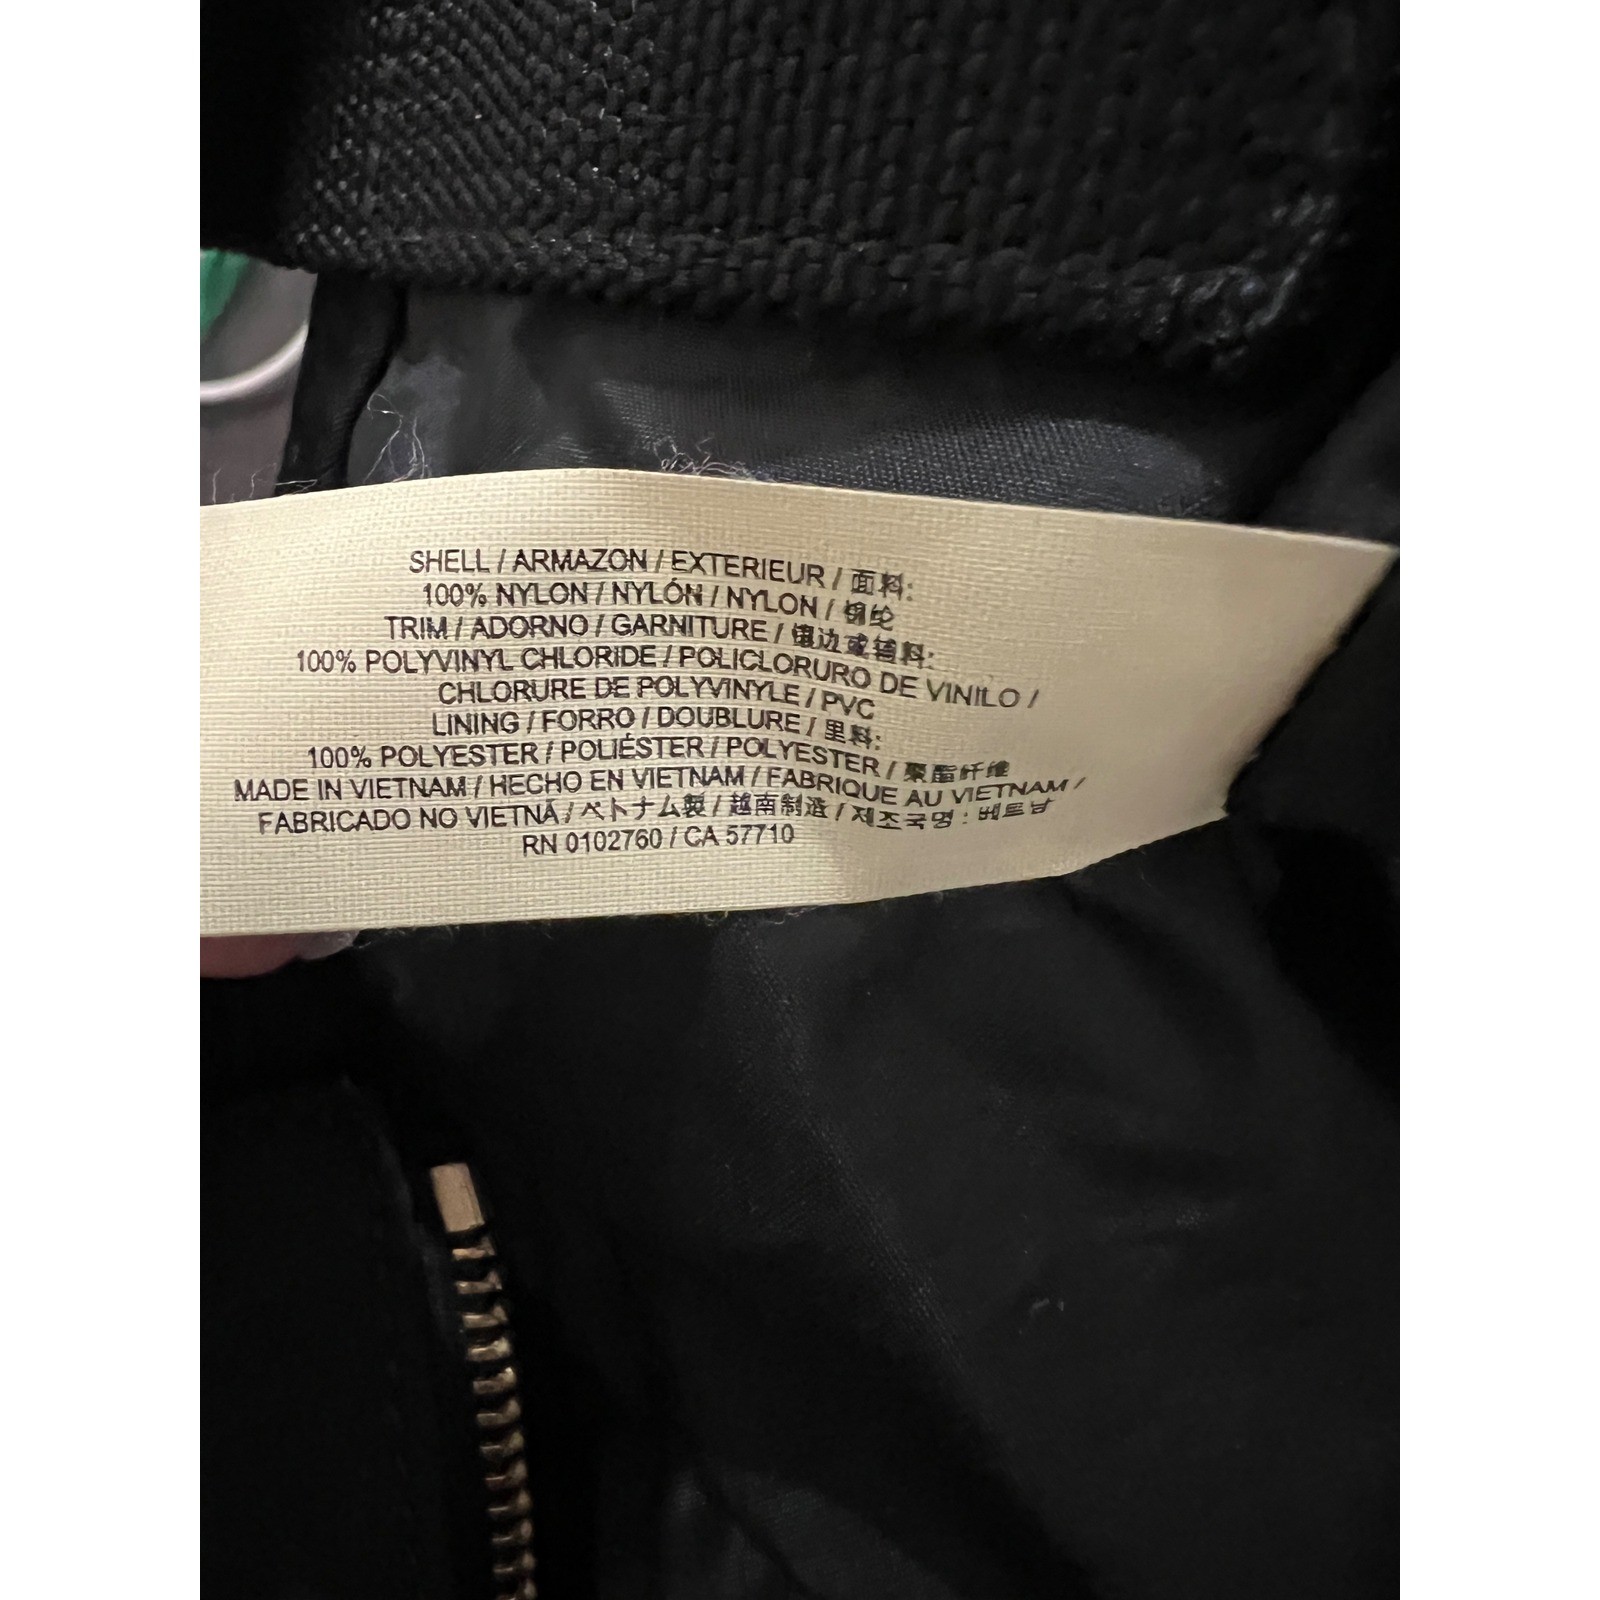 SHELL / ARMAZON / EXTERIEUR / 面料:
100% NYLON / NYLÓN / NYLON / 锦纶
TRIM / ADORNO / GARNITURE / 镶边或辅料:
100% POLYVINYL CHLORIDE / POLICLORURO DE VINILO /
CHLORURE DE POLYVINYLE / PVC
LINING / FORRO / DOUBLURE / 里料:
100% POLYESTER / POLIÉSTER / POLYESTER / 聚酯纤维
MADE IN VIETNAM / HECHO EN VIETNAM / FABRIQUE AU VIETNAM /
FABRICADO NO VIETNÃ / ベトナム製 / 越南制造 / 제조국명 : 베트남
RN 0102760 / CA 57710